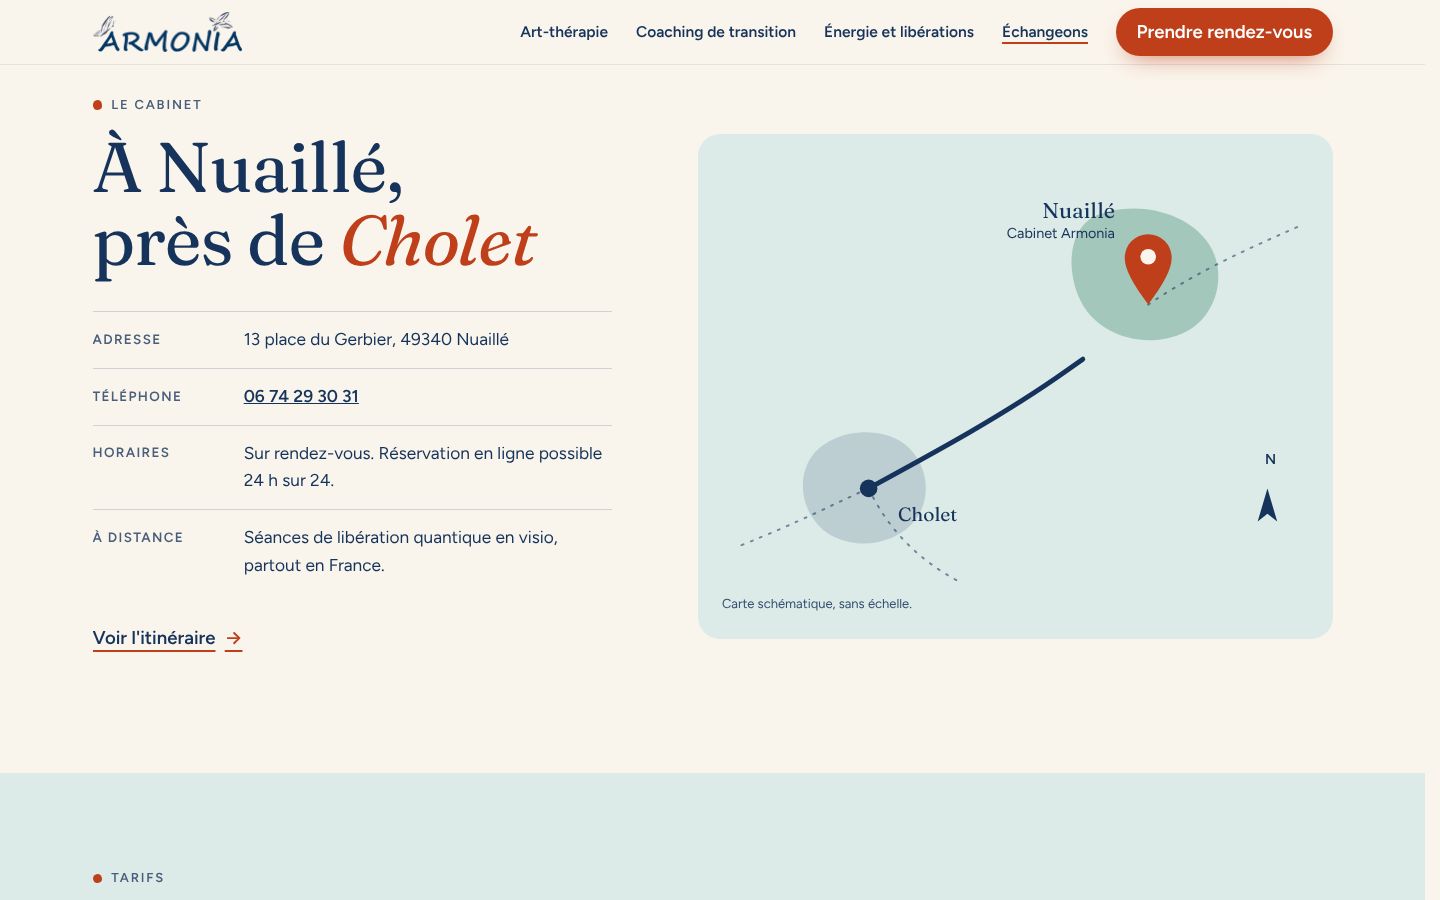 ARMONIA
Art-thérapie
Coaching de transition
Énergie et libérations
Échangeons
Prendre rendez-vous
LE CABINET
À Nuaillé,
près de Cholet
ADRESSE
13 place du Gerbier, 49340 Nuaillé
TÉLÉPHONE
06 74 29 30 31
HORAIRES
Sur rendez-vous. Réservation en ligne possible
24 h sur 24.
À DISTANCE
Séances de libération quantique en visio,
partout en France.
Voir l'itinéraire →
Nuaillé
Cabinet Armonia
N
Cholet
Carte schématique, sans échelle.
TARIFS